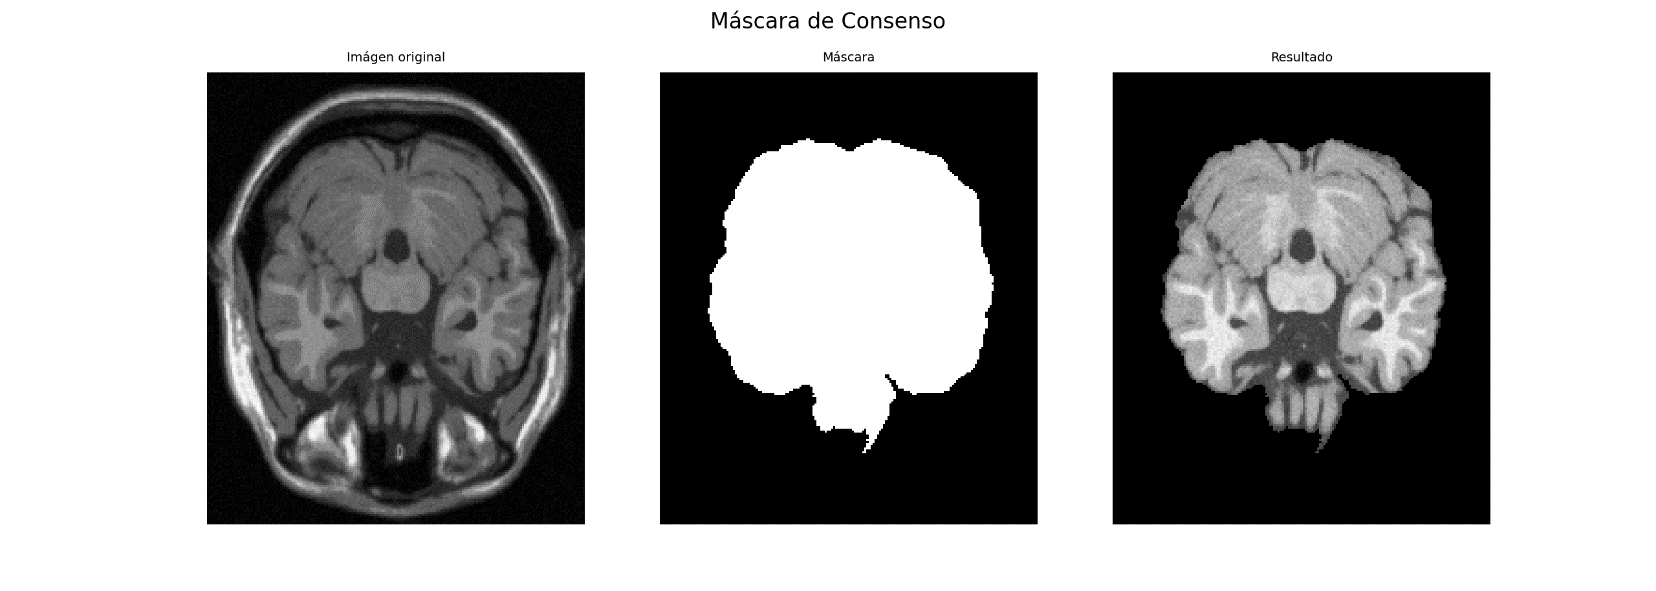 Máscara de Consenso
Imágen original
Máscara
Resultado